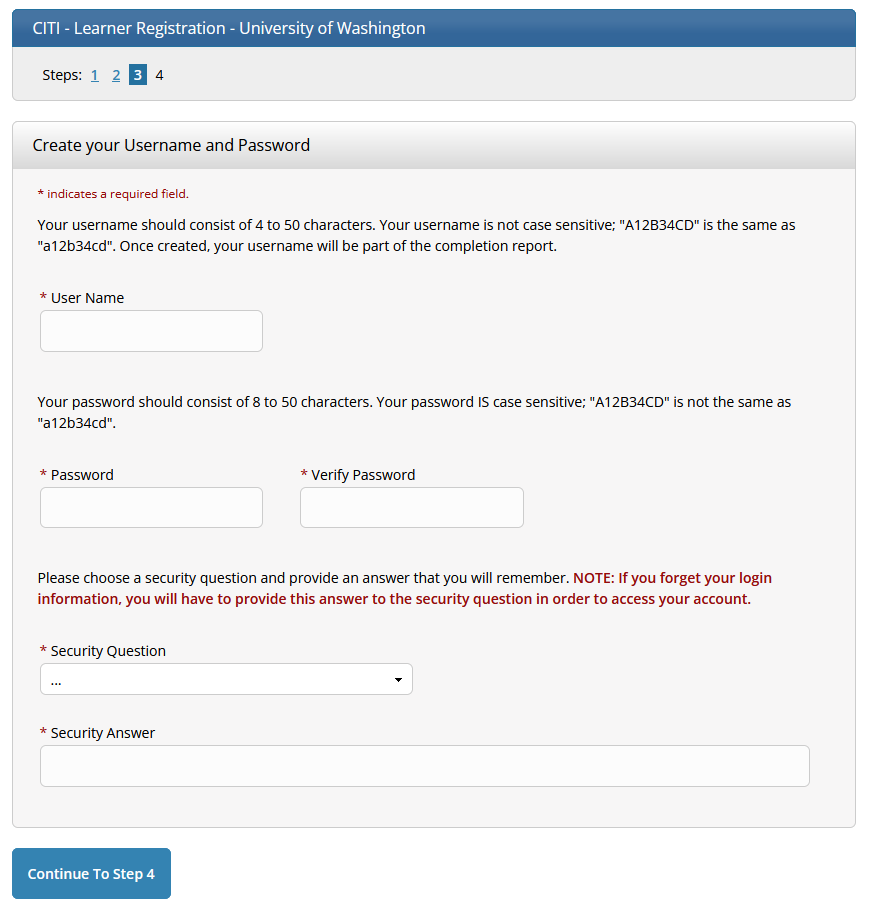 CITI - Learner Registration - University of Washington
Steps: 1 2 3 4
Create your Username and Password
* indicates a required field.
Your username should consist of 4 to 50 characters. Your username is not case sensitive; "A12B34CD" is the same as
"a12b34cd". Once created, your username will be part of the completion report.
* User Name
Your password should consist of 8 to 50 characters. Your password IS case sensitive; "A12B34CD" is not the same as
"a12b34cd".
* Password * Verify Password
Please choose a security question and provide an answer that you will remember. NOTE: If you forget your login
information, you will have to provide this answer to the security question in order to access your account.
* Security Question
...
* Security Answer
Continue To Step 4